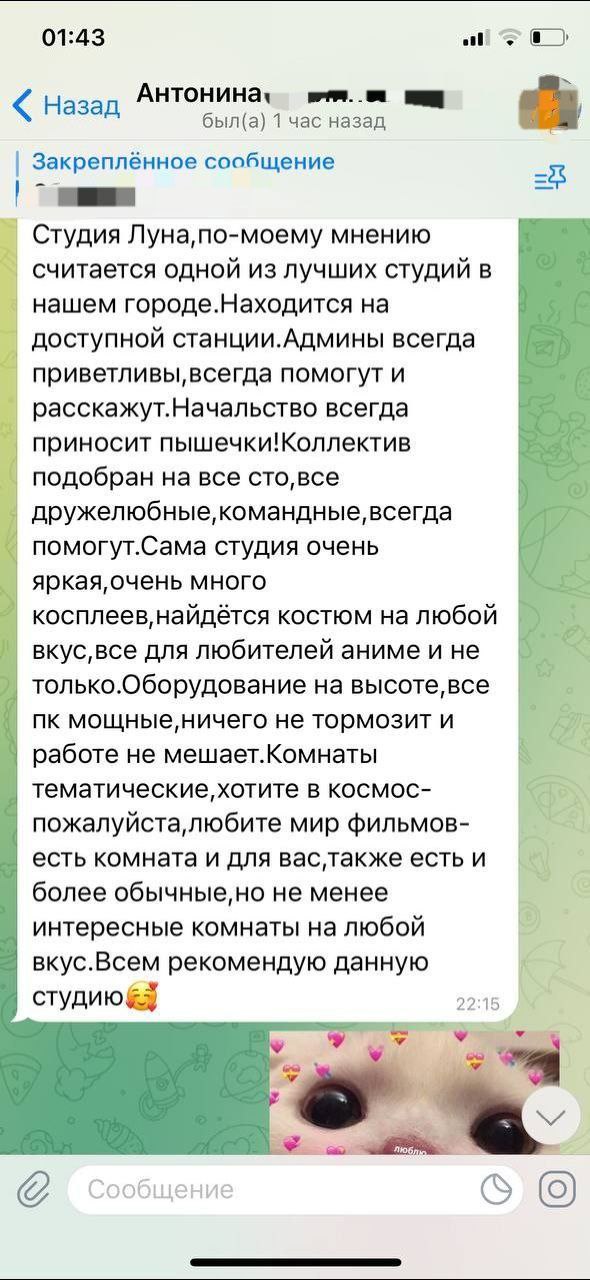 01:43
Назад
Антонина
был(а) 1 час назад
Закреплённое сообщение
Студия Луна,по-моему мнению
считается одной из лучших студий в
нашем городе.Находится на
доступной станции.Админы всегда
приветливы,всегда помогут и
расскажут.Начальство всегда
приносит пышечки!Коллектив
подобран на все сто,все
дружелюбные,командные,всегда
помогут.Сама студия очень
яркая,очень много
косплеев,найдётся костюм на любой
вкус,все для любителей аниме и не
только.Оборудование на высоте,все
пк мощные,ничего не тормозит и
работе не мешает.Комнаты
тематические,хотите в космос-
пожалуйста,любите мир фильмов-
есть комната и для вас,также есть и
более обычные,но не менее
интересные комнаты на любой
вкус.Всем рекомендую данную
студию🥰
22:15
люблю
Сообщение